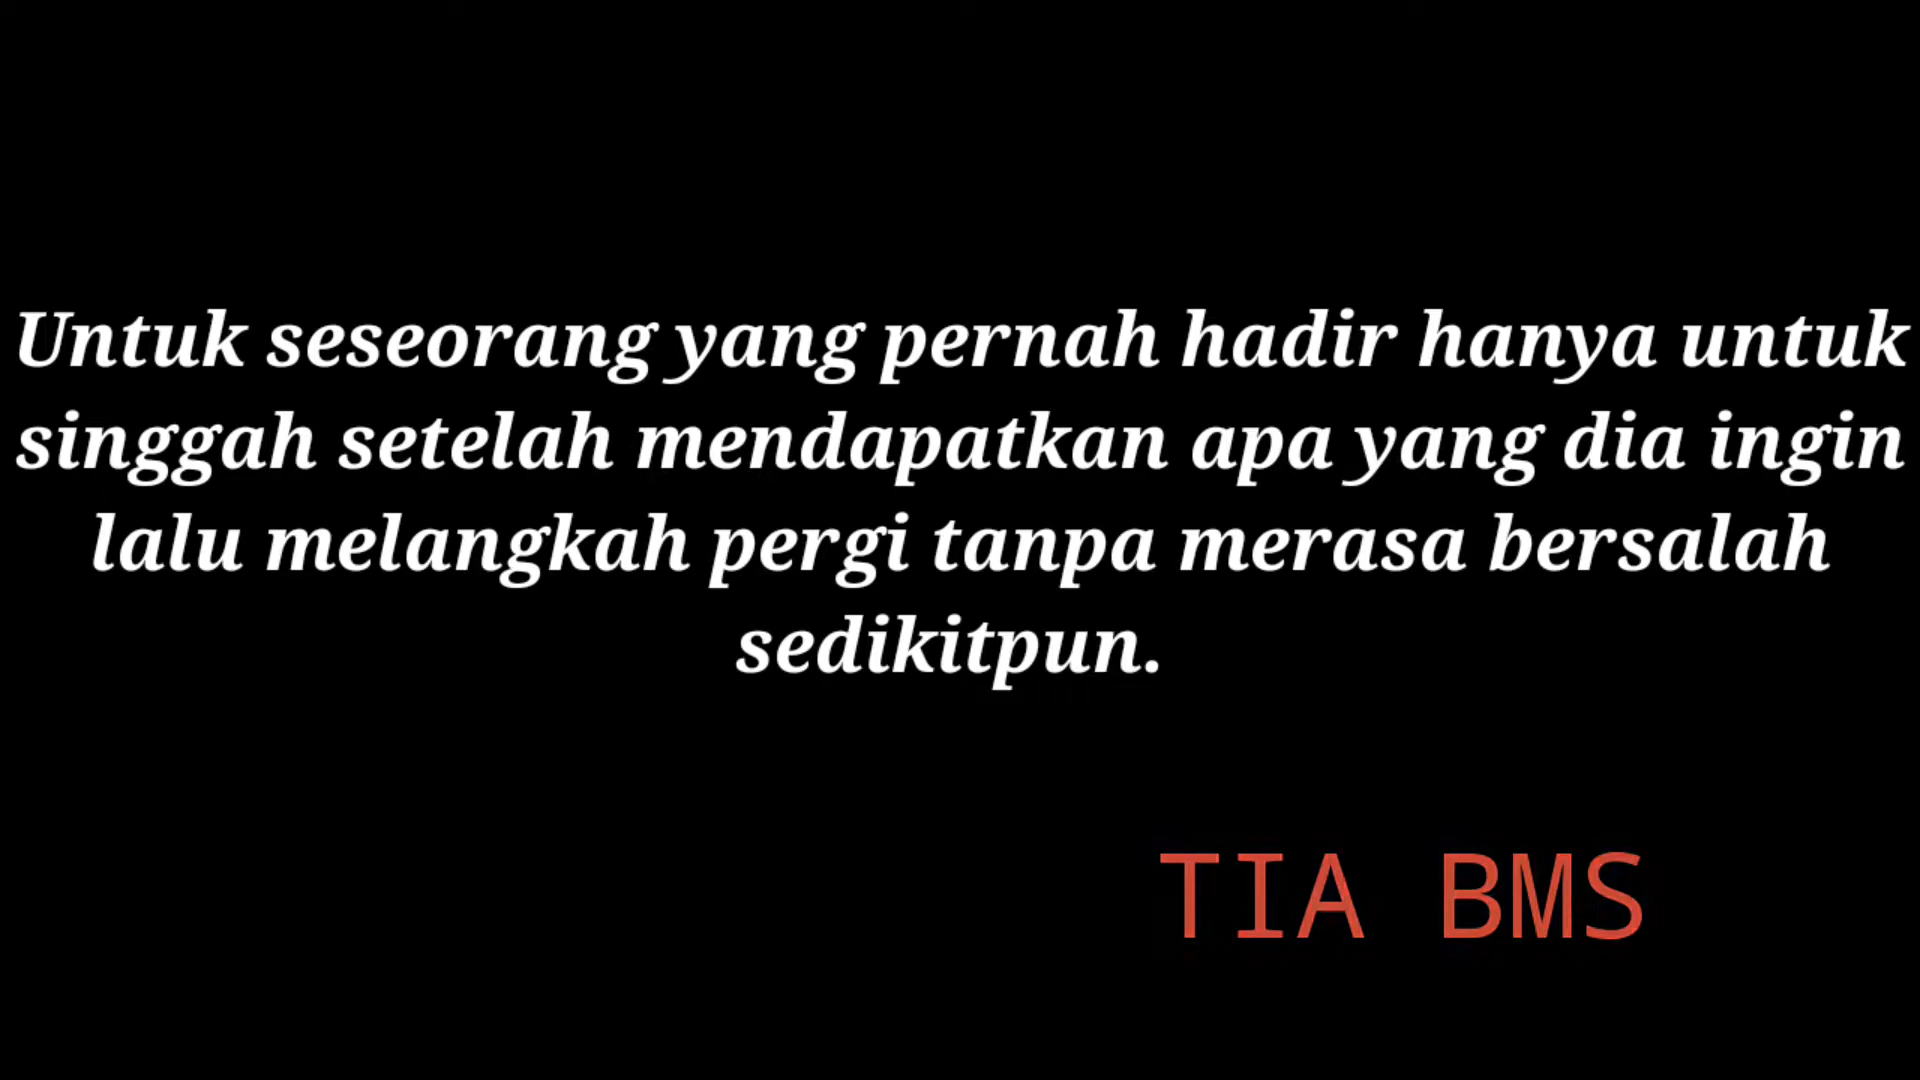 Untuk seseorang yang pernah hadir hanya untuk
singgah setelah mendapatkan apa yang dia ingin
lalu melangkah pergi tanpa merasa bersalah
sedikitpun.
TIA BMS